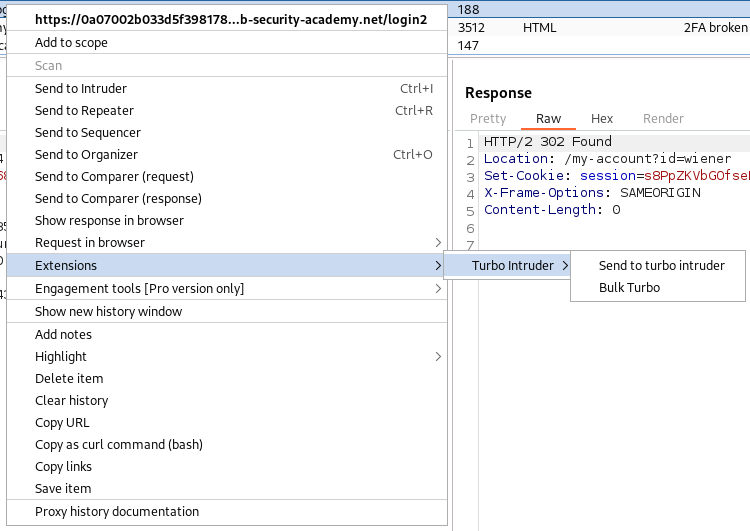 https://0a07002b033d5f398178...b-security-academy.net/login2
Add to scope
Scan
Send to Intruder Ctrl+I
Send to Repeater Ctrl+R
Send to Sequencer
Send to Organizer Ctrl+O
Send to Comparer (request)
Send to Comparer (response)
Show response in browser
Request in browser
Extensions
Engagement tools [Pro version only]
Show new history window
Add notes
Highlight
Delete item
Clear history
Copy URL
Copy as curl command (bash)
Copy links
Save item
Proxy history documentation
188
3512 HTML 2FA broken
147
Response
Pretty Raw Hex Render
1 HTTP/2 302 Found
2 Location: /my-account?id=wiener
3 Set-Cookie: session=
4 X-Frame-Options: SAMEORIGIN
5 Content-Length: 0
6
7
Turbo Intruder
Send to turbo intruder
Bulk Turbo